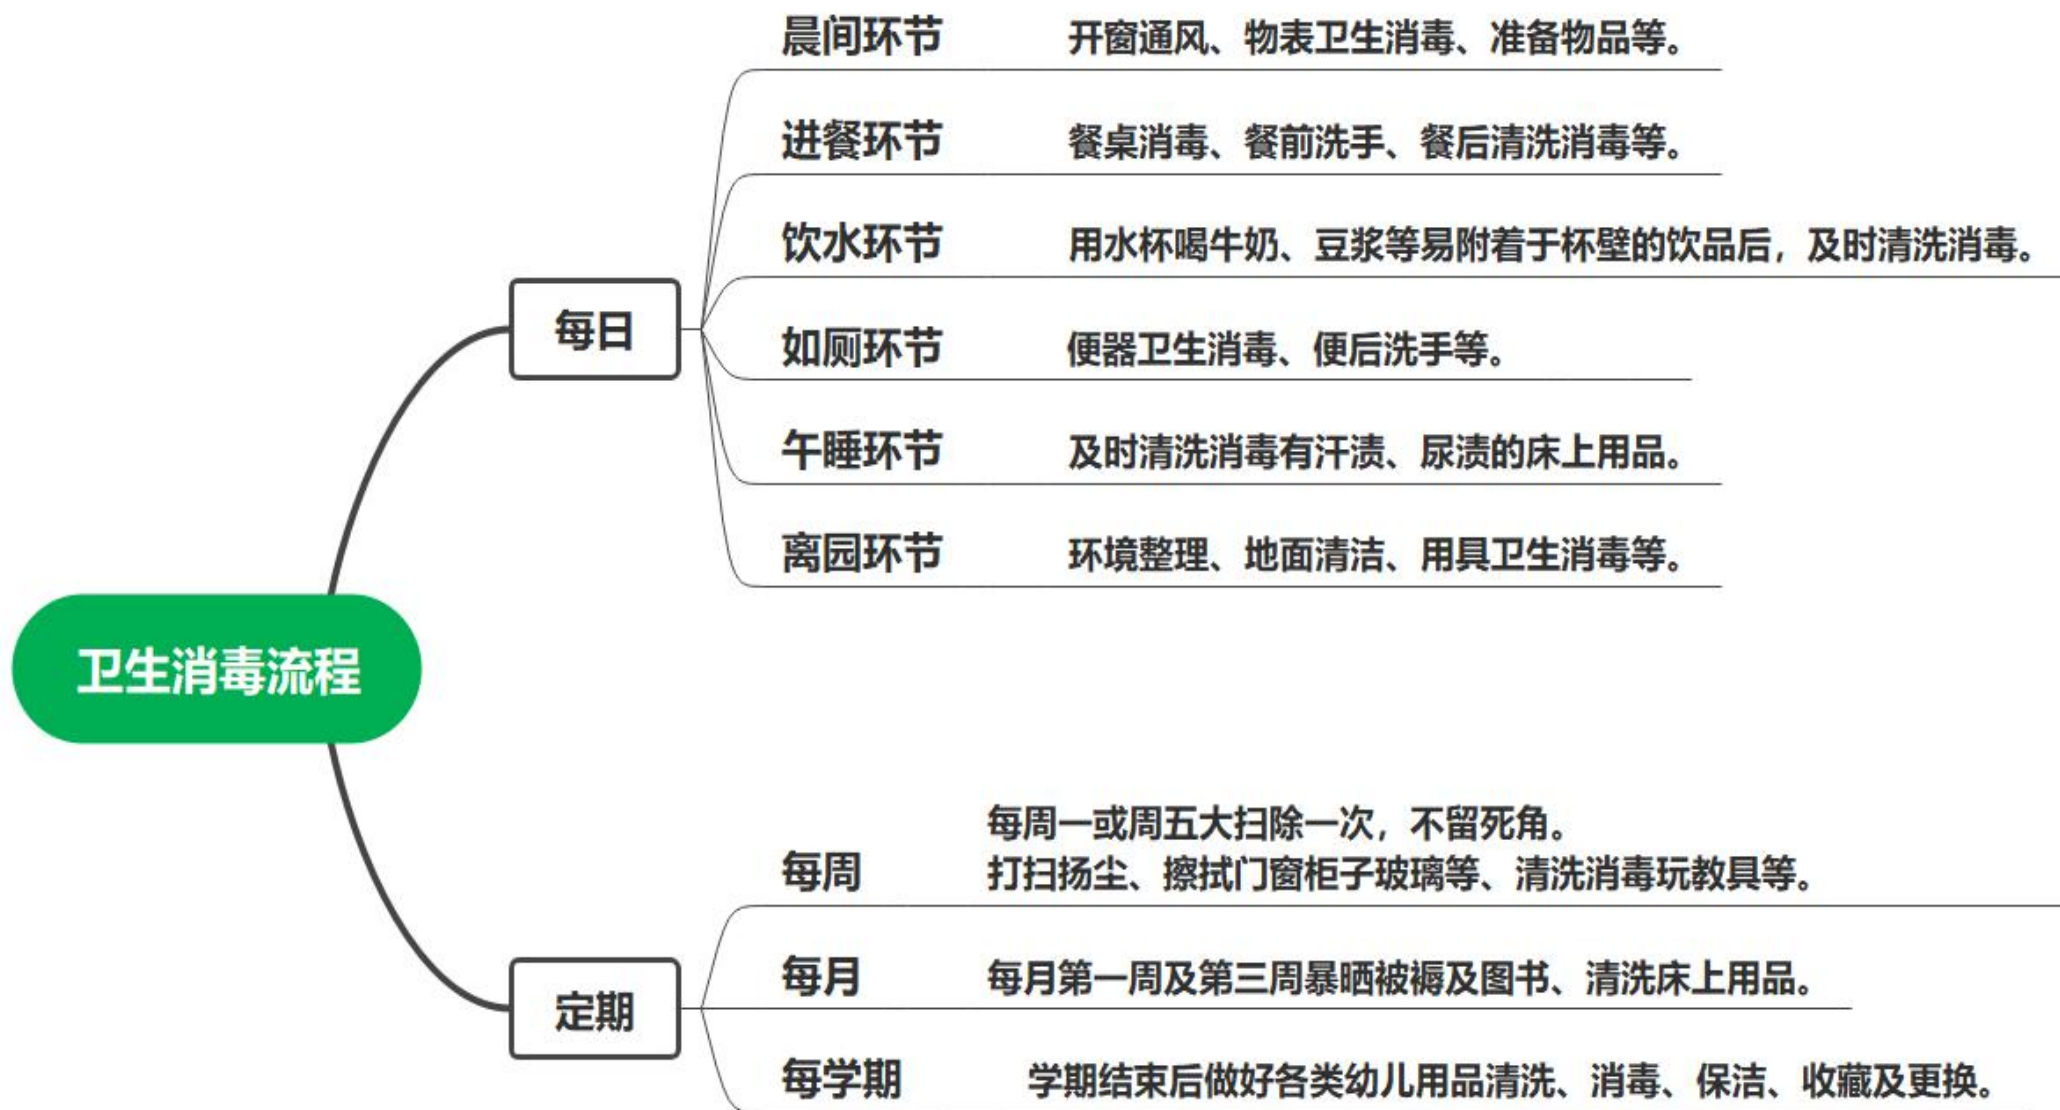 卫生消毒流程
每日
晨间环节 开窗通风、物表卫生消毒、准备物品等。
进餐环节 餐桌消毒、餐前洗手、餐后清洗消毒等。
饮水环节 用水杯喝牛奶、豆浆等易附着于杯壁的饮品后，及时清洗消毒。
如厕环节 便器卫生消毒、便后洗手等。
午睡环节 及时清洗消毒有汗渍、尿渍的床上用品。
离园环节 环境整理、地面清洁、用具卫生消毒等。
定期
每周 每周一或周五大扫除一次，不留死角。
打扫扬尘、擦拭门窗柜子玻璃等、清洗消毒玩教具等。
每月 每月第一周及第三周暴晒被褥及图书、清洗床上用品。
每学期 学期结束后做好各类幼儿用品清洗、消毒、保洁、收藏及更换。